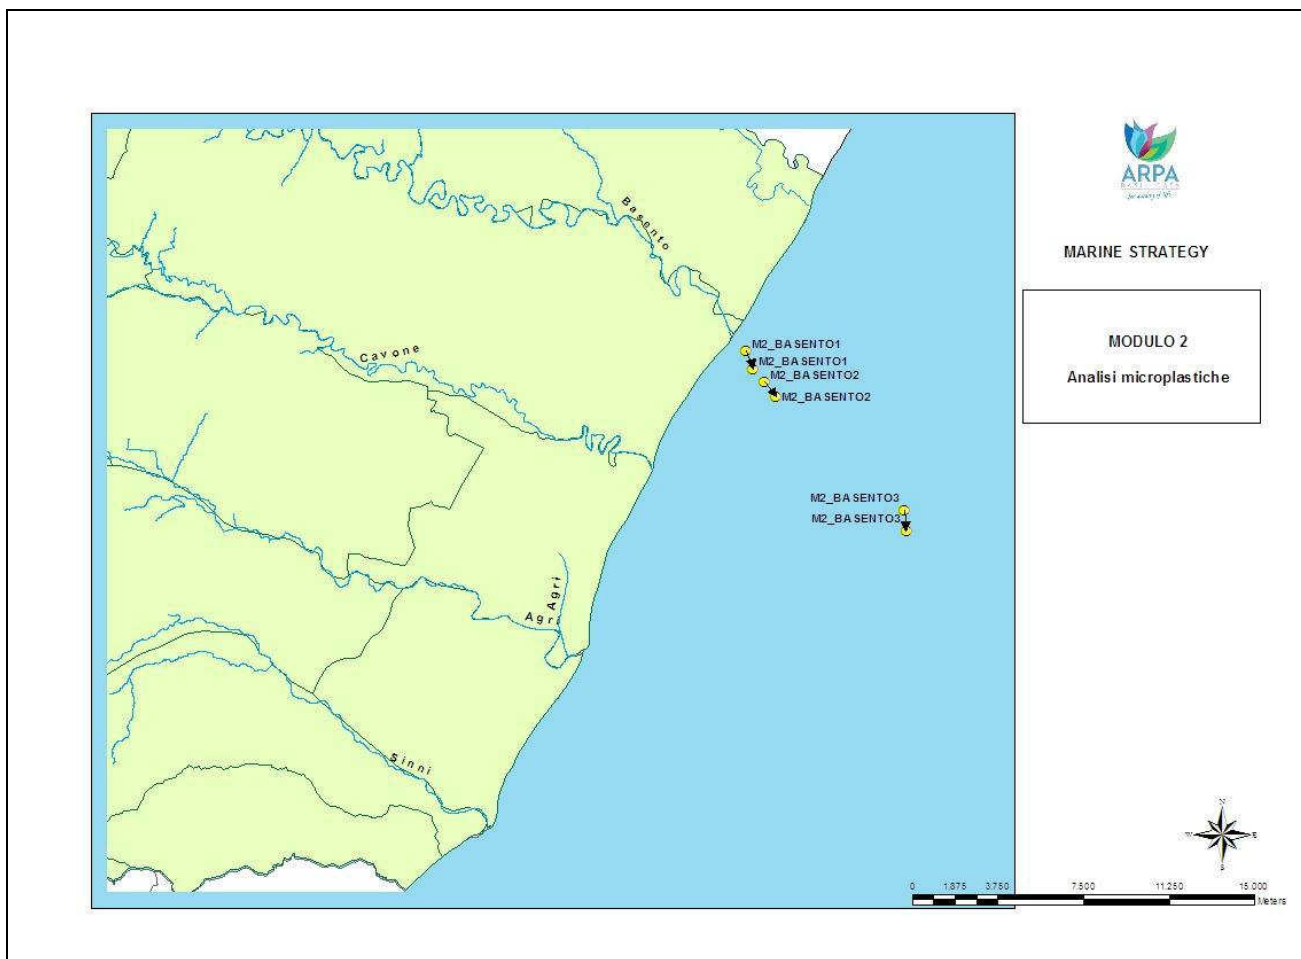 ARPA
MARINE STRATEGY
MODULO 2
Analisi microplastiche
Basento
Cavone
Agri
Agri
Sinni
M2_BASENTO1
M2_BASENTO1
M2_BASENTO2
M2_BASENTO2
M2_BASENTO3
M2_BASENTO3
N
W
E
S
0 1.875 3.750 7.500 11.250 15.000
Meters